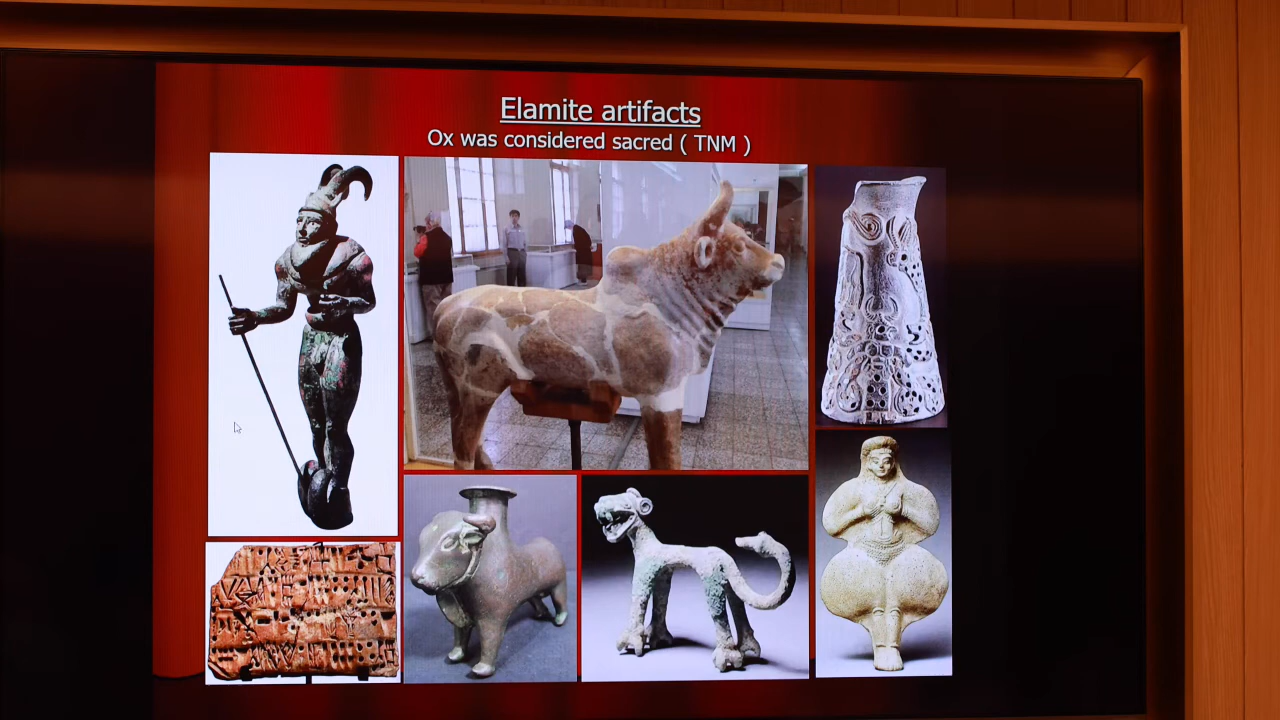 Elamite artifacts
Ox was considered sacred ( TNM )